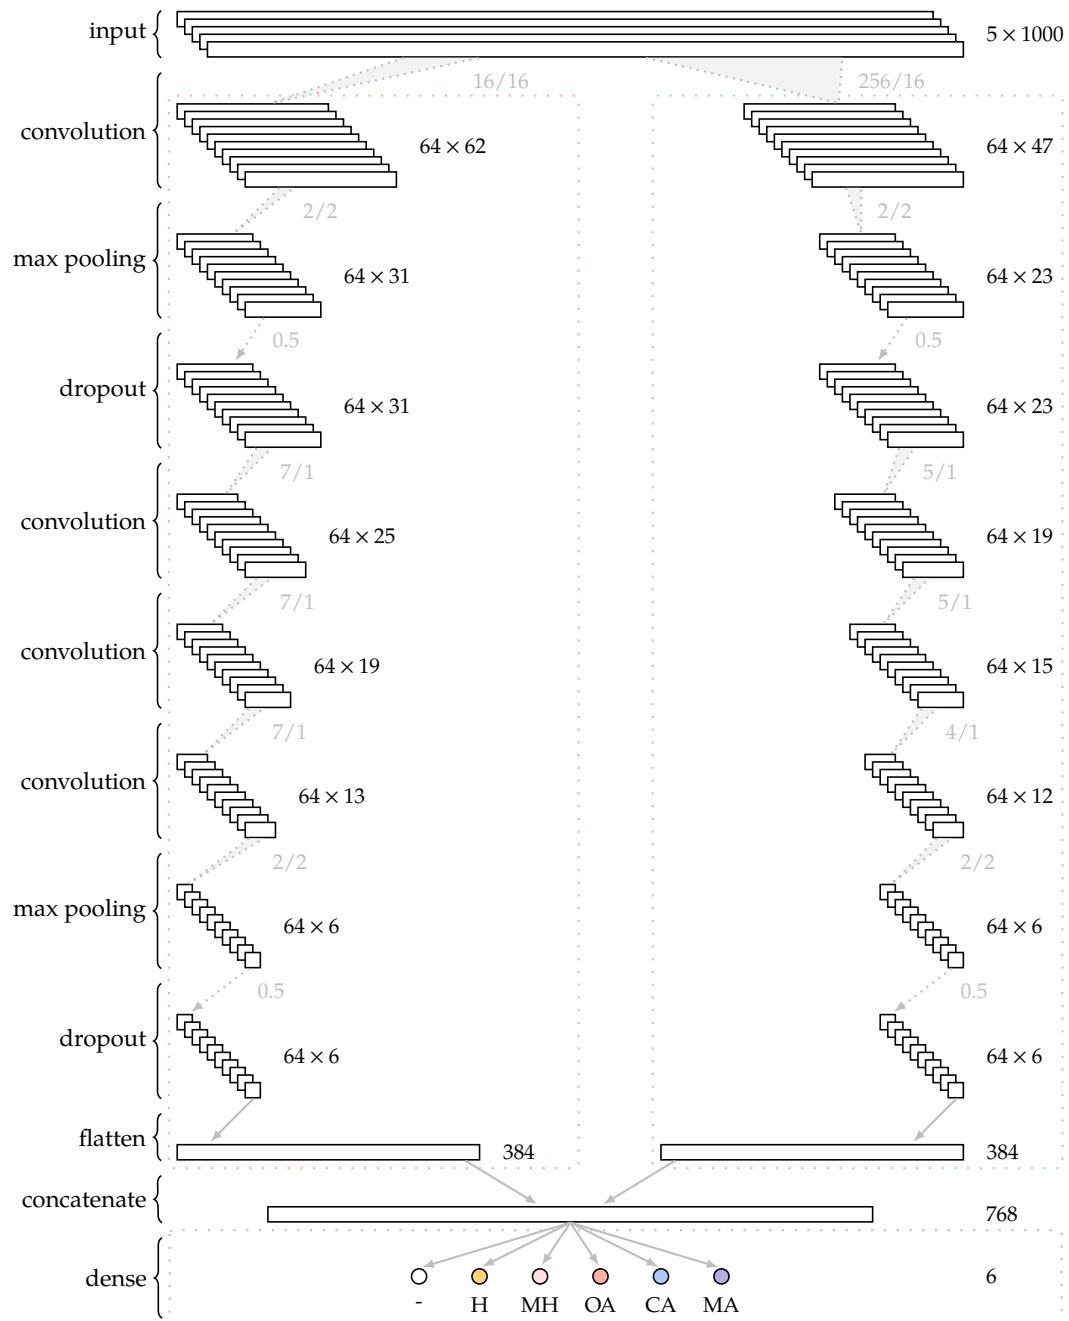 input 5 × 1000
16/16 256/16
convolution 64 × 62 64 × 47
2/2 2/2
max pooling 64 × 31 64 × 23
0.5 0.5
dropout 64 × 31 64 × 23
7/1 5/1
convolution 64 × 25 64 × 19
7/1 5/1
convolution 64 × 19 64 × 15
7/1 4/1
convolution 64 × 13 64 × 12
2/2 2/2
max pooling 64 × 6 64 × 6
0.5 0.5
dropout 64 × 6 64 × 6
flatten 384 384
concatenate 768
dense 6
- H MH OA CA MA